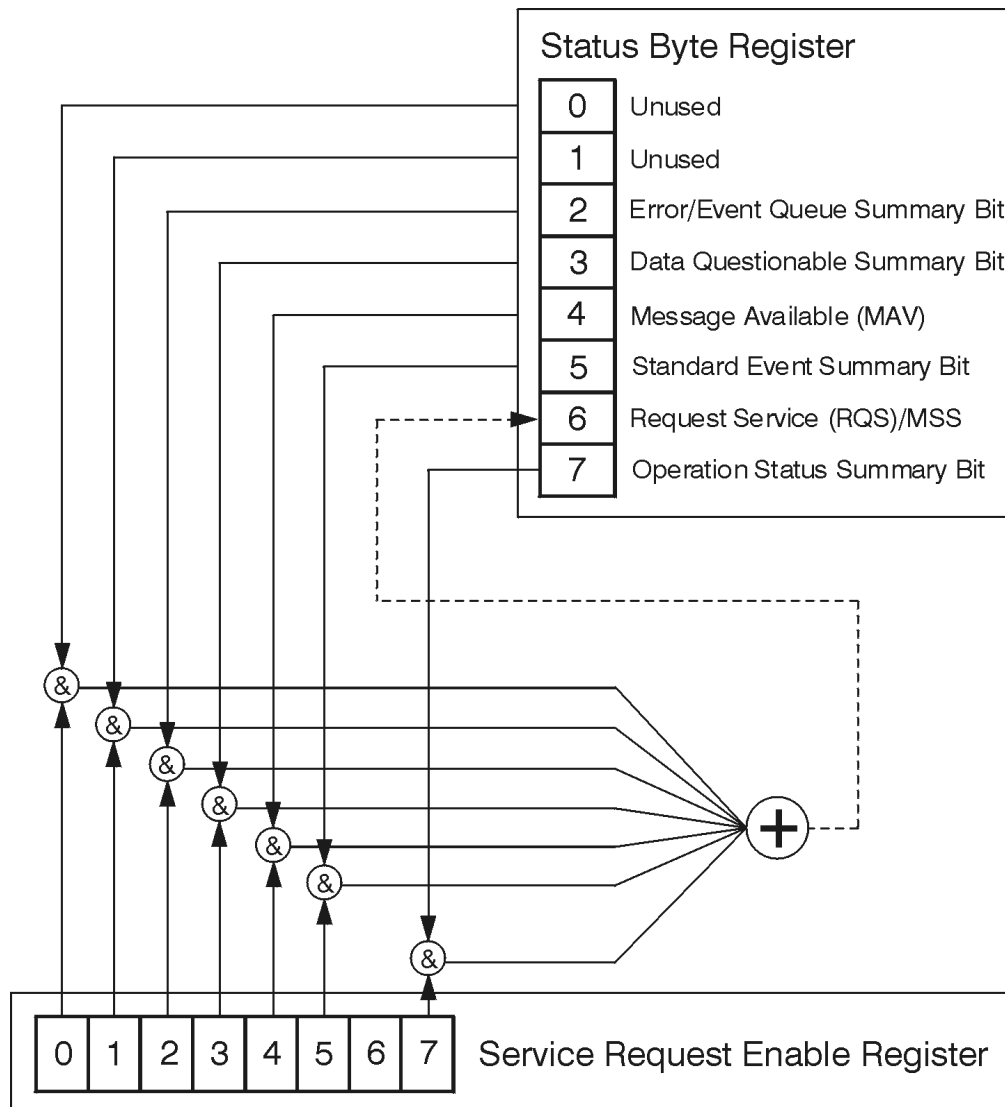 Status Byte Register
0 Unused
1 Unused
2 Error/Event Queue Summary Bit
3 Data Questionable Summary Bit
4 Message Available (MAV)
5 Standard Event Summary Bit
6 Request Service (RQS)/MSS
7 Operation Status Summary Bit
&
&
&
&
&
&
&
+
0 1 2 3 4 5 6 7 Service Request Enable Register